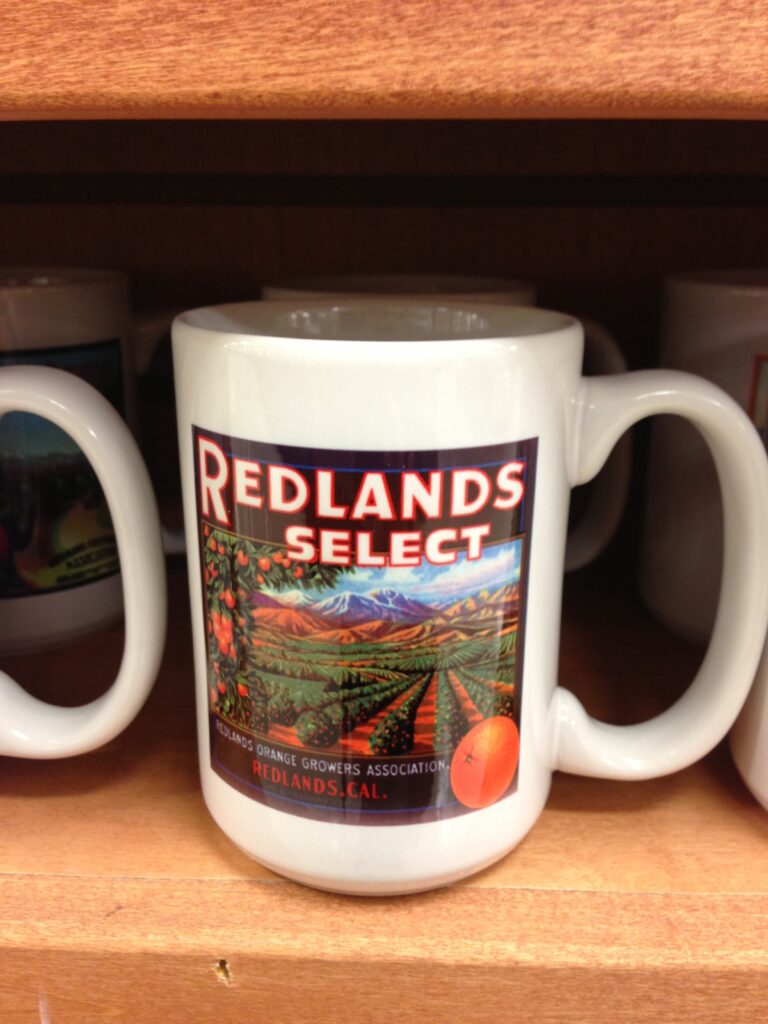 REDLANDS
SELECT
REDLANDS ORANGE GROWERS ASSOCIATION.
REDLANDS, CAL.